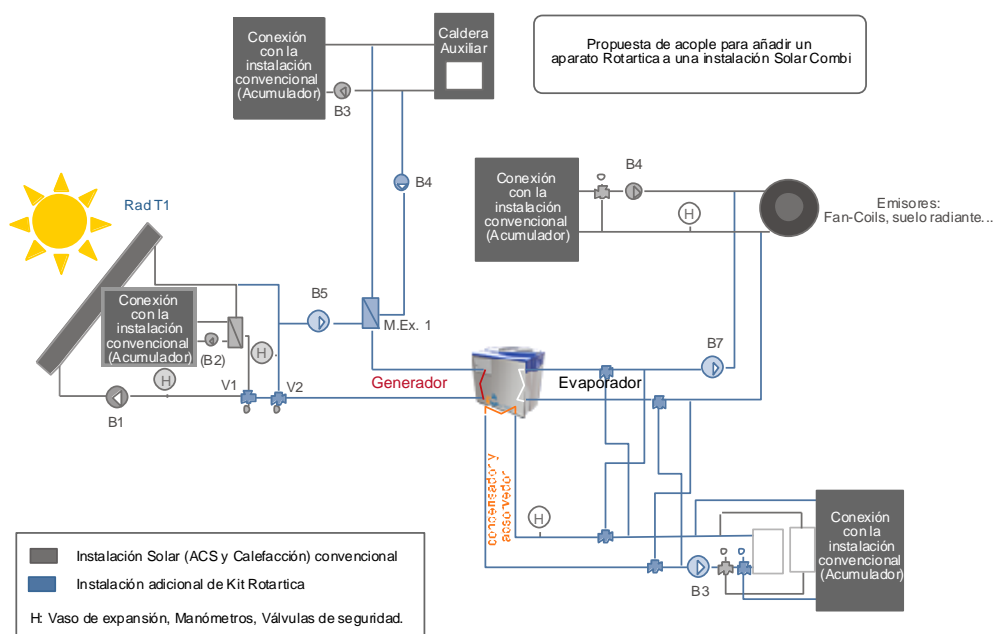 Conexión
con la
instalación
convencional
(Acumulador)
Caldera
Auxiliar
Propuesta de acople para añadir un
aparato Rotartica a una instalación Solar Combi
B3
B4
Conexión
con la
instalación
convencional
(Acumulador)
B4
H
Emisores:
Fan-Coils, suelo radiante...
Rad T1
Conexión
con la
instalación
convencional
(Acumulador)
(B2)
H
H
B5
M.Ex. 1
B7
V1
V2
B1
Generador
Evaporador
condensador y
absorvedor
H
B3
Conexión
con la
instalación
convencional
(Acumulador)
Instalación Solar (ACS y Calefacción) convencional
Instalación adicional de Kit Rotartica
H: Vaso de expansión, Manómetros, Válvulas de seguridad.